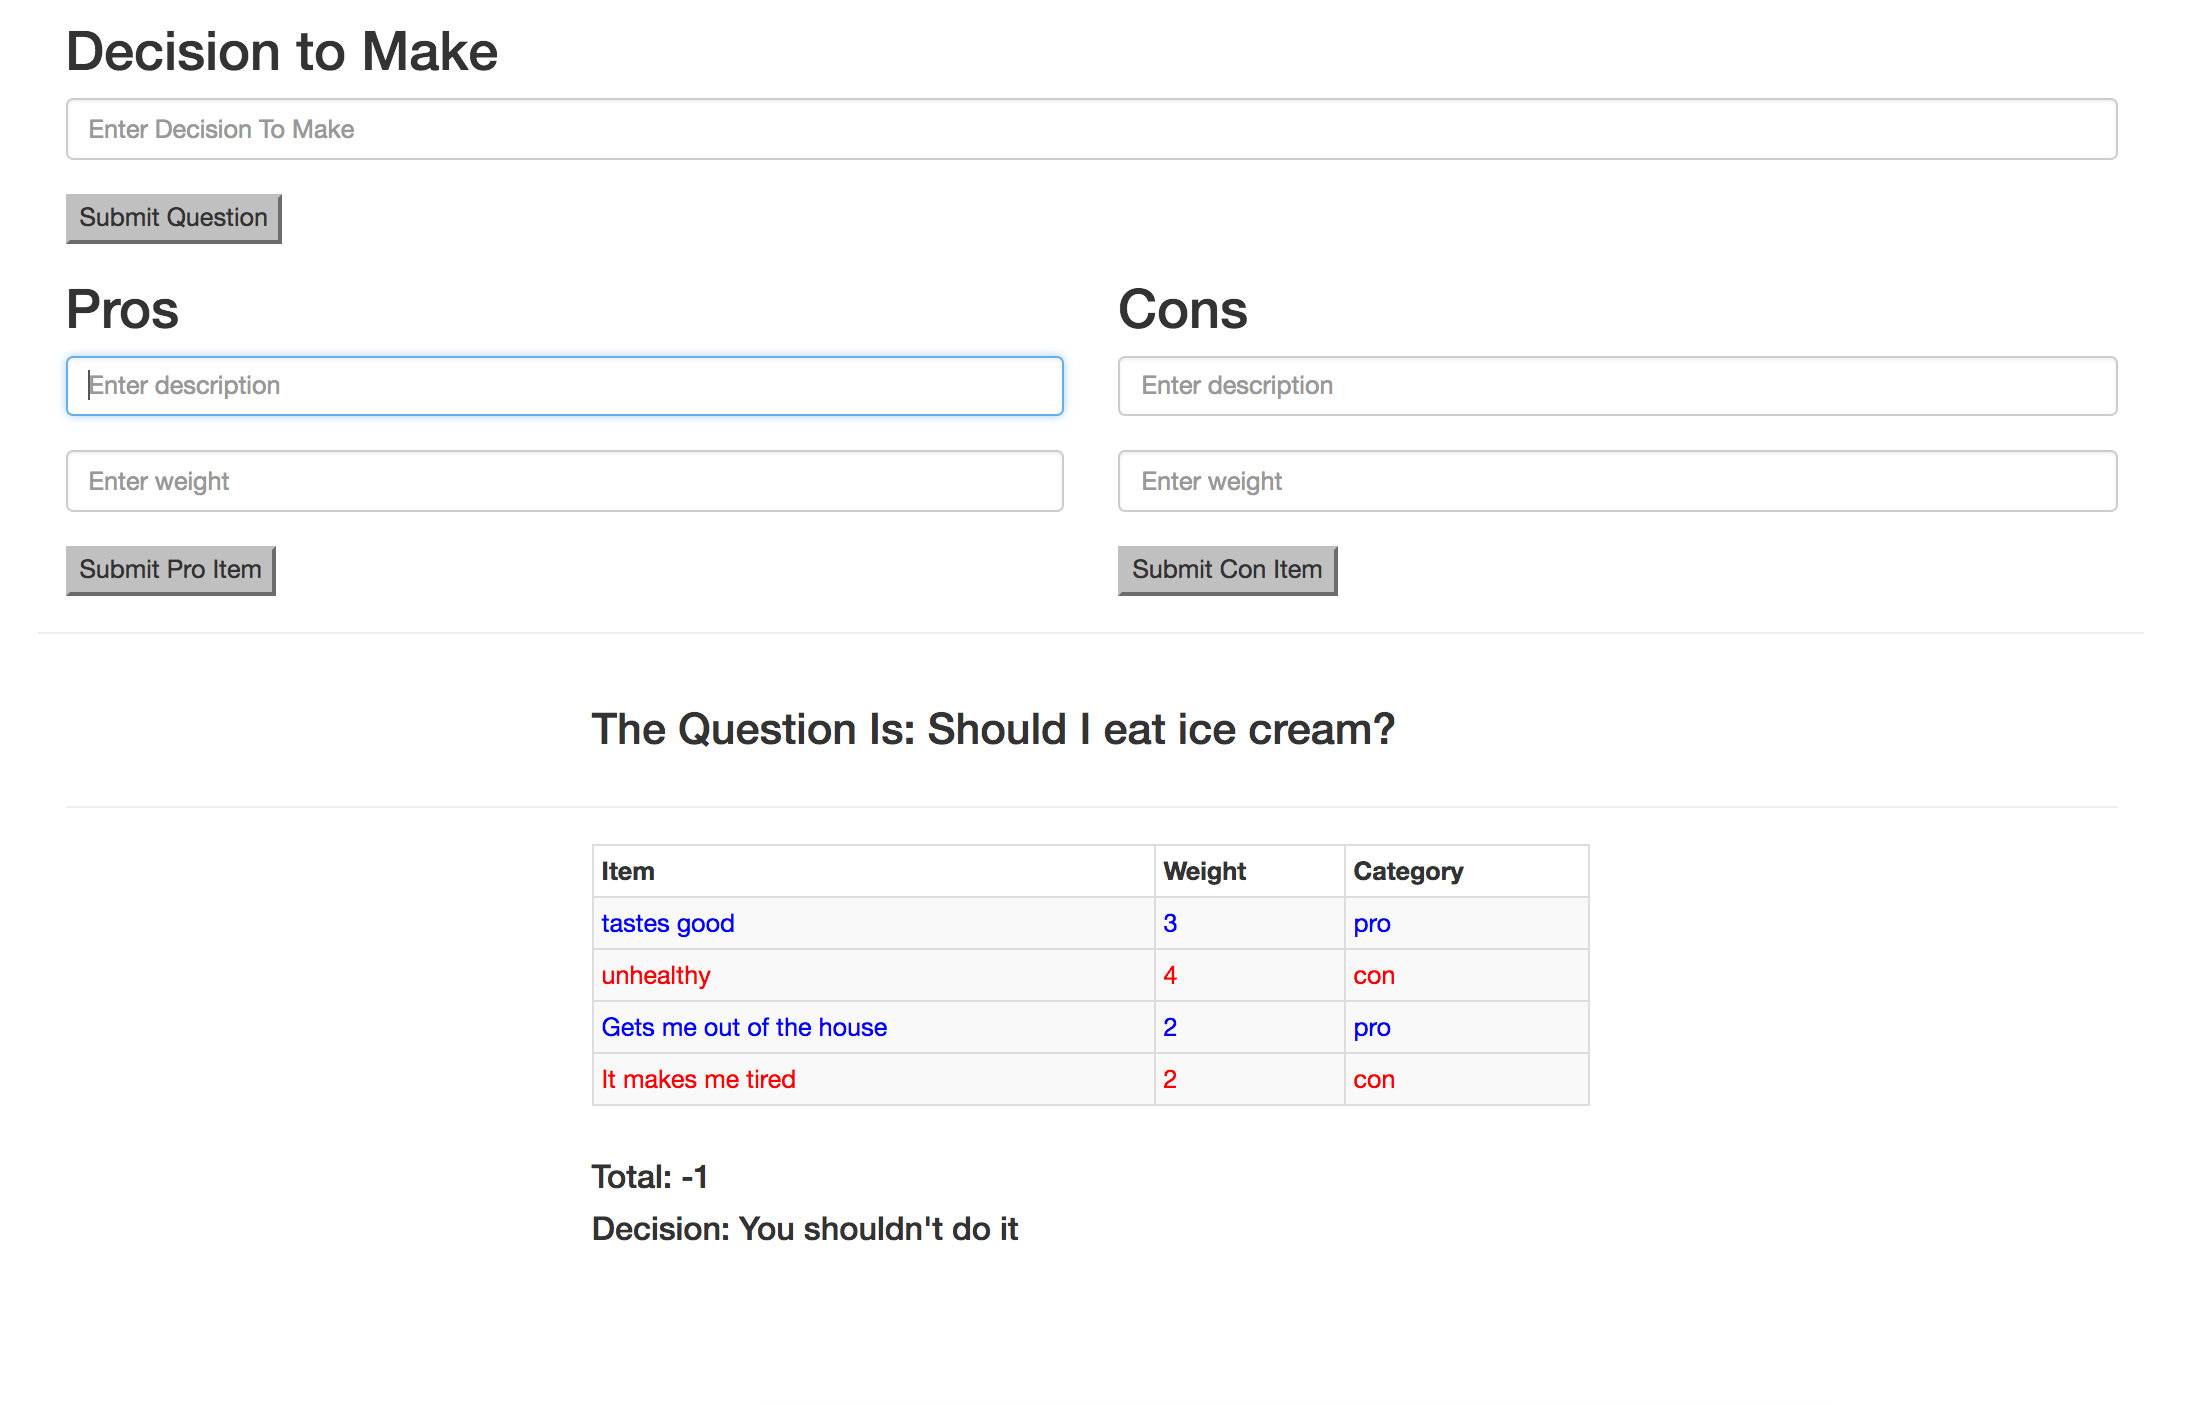 Decision to Make
Enter Decision To Make
Submit Question
Pros
Enter description
Enter weight
Submit Pro Item
Cons
Enter description
Enter weight
Submit Con Item
The Question Is: Should I eat ice cream?
Item Weight Category
tastes good 3 pro
unhealthy 4 con
Gets me out of the house 2 pro
It makes me tired 2 con
Total: -1
Decision: You shouldn't do it